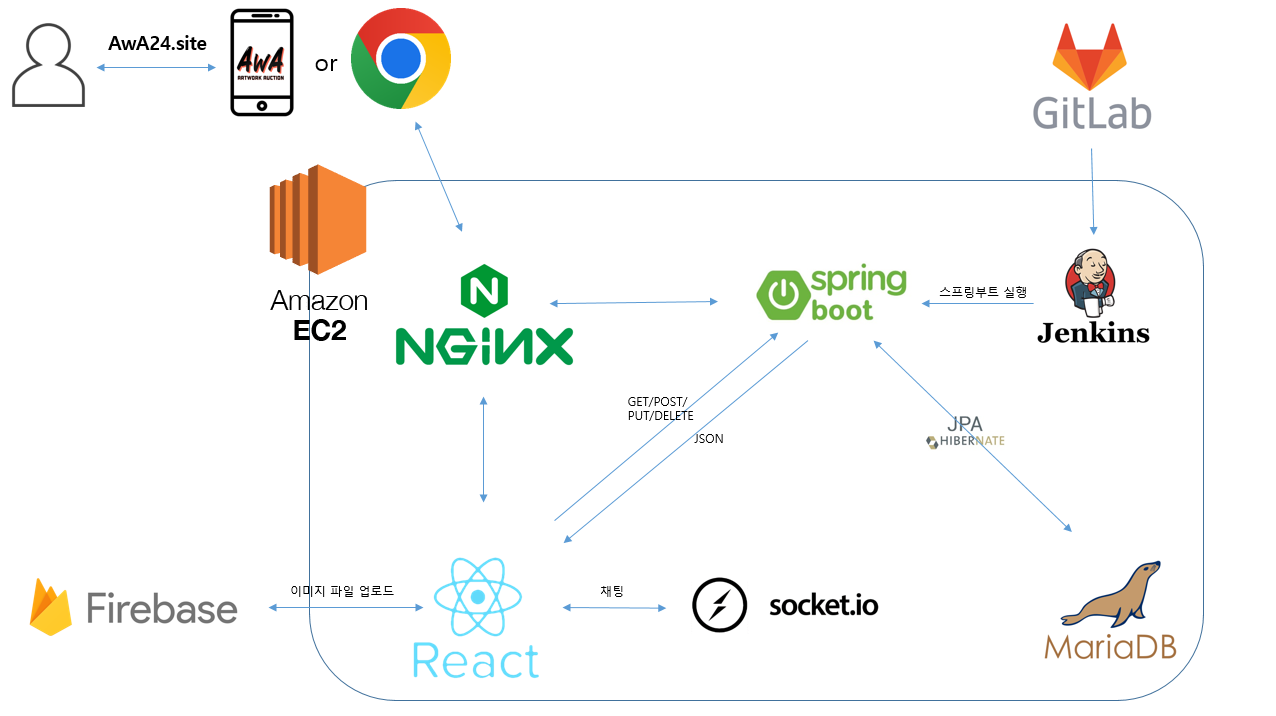 AwA24.site
AWA
ARTWORK AUCTION
or
GitLab
Amazon
EC2
N
NGINX
spring
boot
스프링부트 실행
Jenkins
GET/POST/
PUT/DELETE
JSON
JPA
HIBERNATE
Firebase
이미지 파일 업로드
React
채팅
socket.io
MariaDB